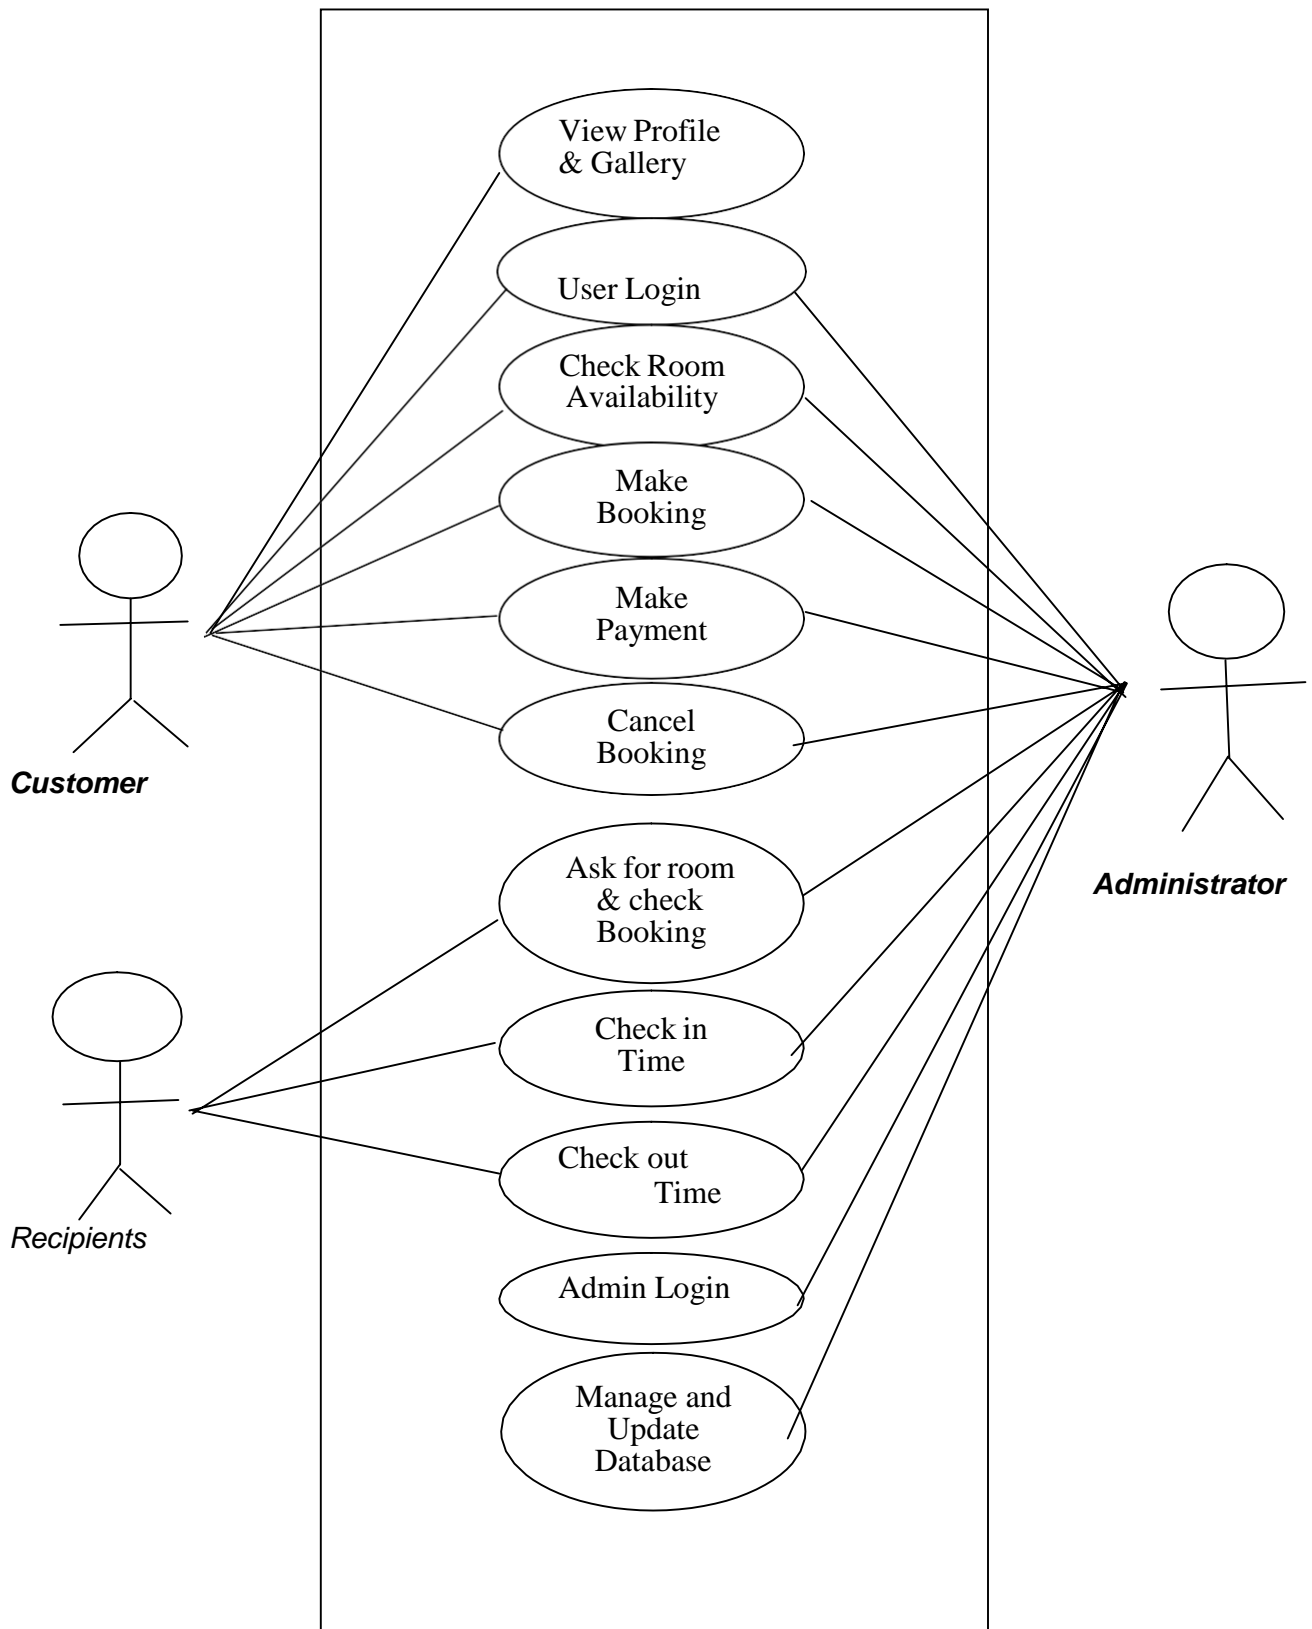 View Profile
& Gallery
User Login
Check Room
Availability
Make
Booking
Make
Payment
Cancel
Booking
Customer
Ask for room
& check
Booking
Administrator
Check in
Time
Check out
Time
Recipients
Admin Login
Manage and
Update
Database